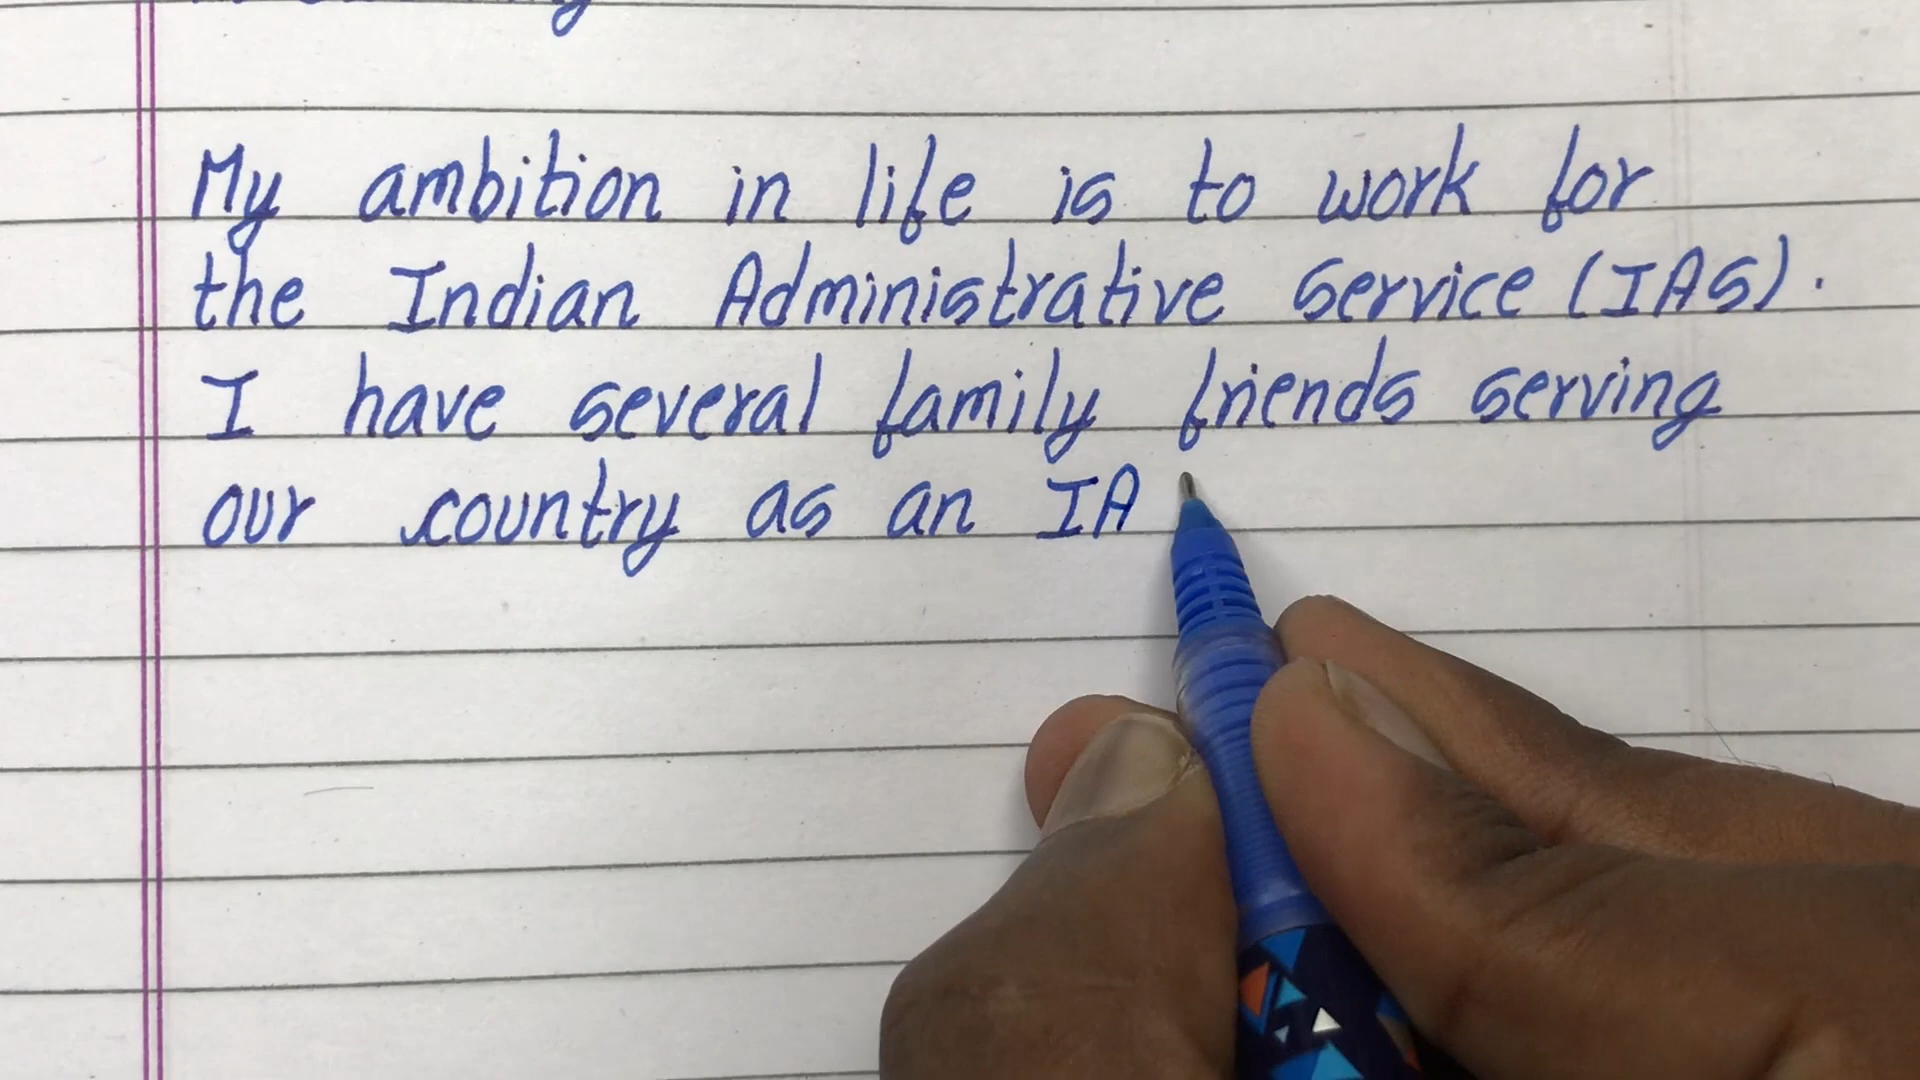 My ambition in life is to work for
the Indian Administrative Service (IAS).
I have several family friends serving
our country as an IA